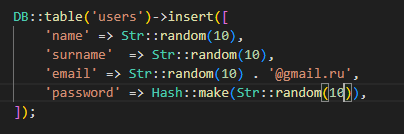 DB::table('users')->insert([
'name' => Str::random(10),
'surname'  => Str::random(10),
'email' => Str::random(10) . '@gmail.ru',
'password' => Hash::make(Str::random(10)),
]);